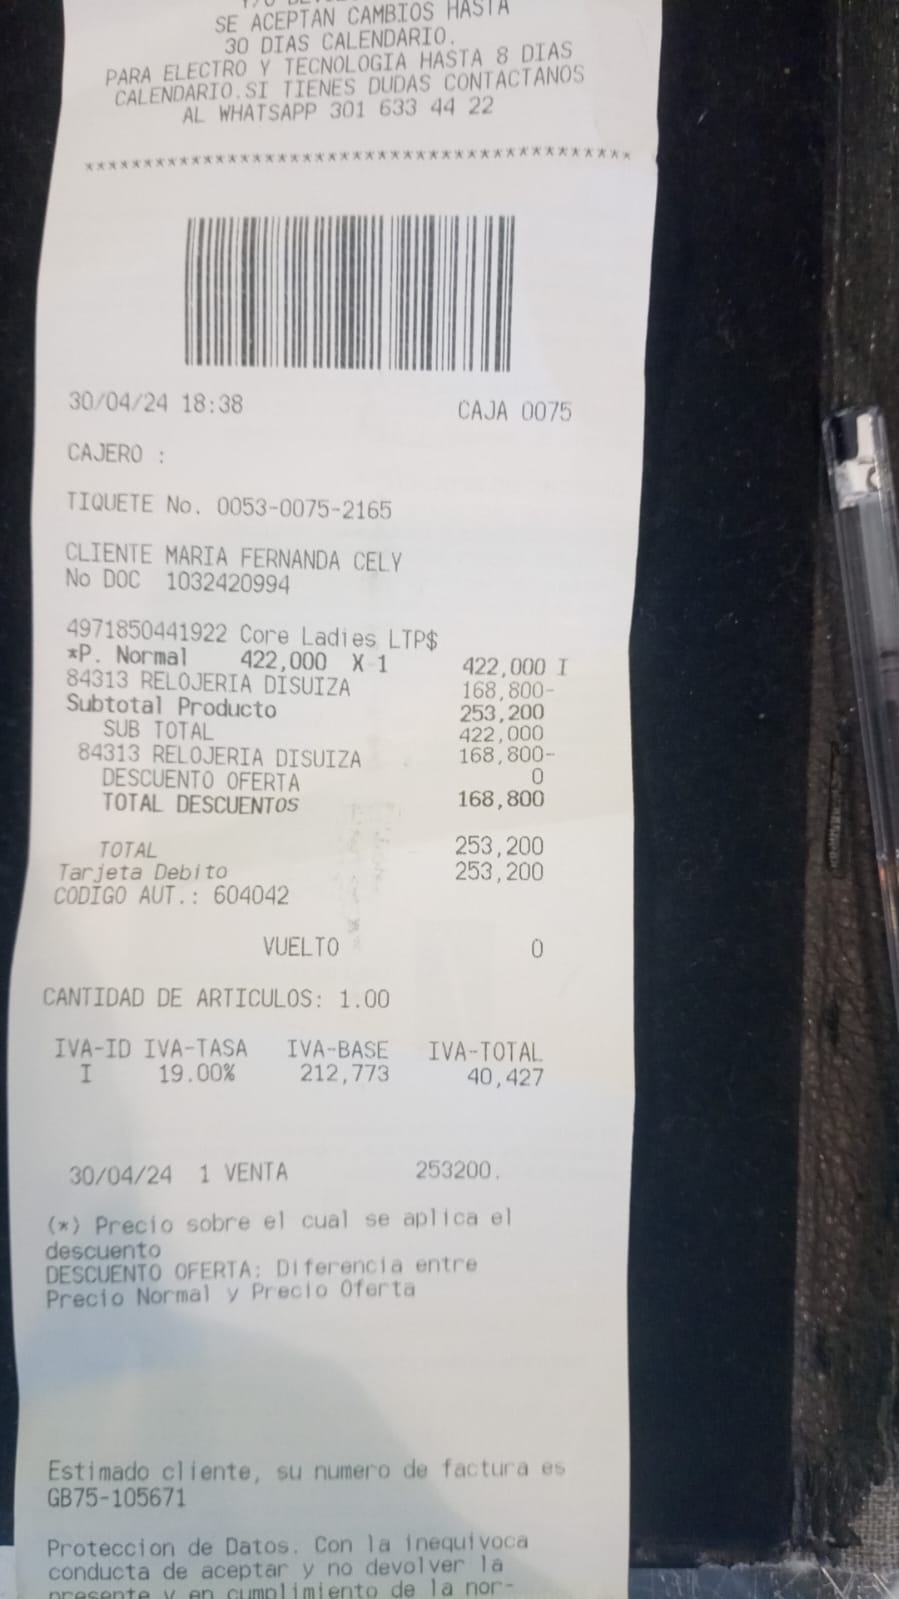 SE ACEPTAN CAMBIOS HASTA
30 DIAS CALENDARIO.
PARA ELECTRO Y TECNOLOGIA HASTA 8 DIAS
CALENDARIO.SI TIENES DUDAS CONTACTANOS
AL WHATSAPP 301 633 44 22
*******************************************
30/04/24 18:38 CAJA 0075
CAJERO :
TIQUETE No. 0053-0075-2165
CLIENTE MARIA FERNANDA CELY
No DOC 1032420994
4971850441922 Core Ladies LTP$
*P. Normal 422,000 X 1 422,000 I
84313 RELOJERIA DISUIZA 168,800-
Subtotal Producto 253,200
SUB TOTAL 422,000
84313 RELOJERIA DISUIZA 168,800-
DESCUENTO OFERTA 0
TOTAL DESCUENTOS 168,800
TOTAL 253,200
Tarjeta Debito 253,200
CODIGO AUT.: 604042
VUELTO 0
CANTIDAD DE ARTICULOS: 1.00
IVA-ID IVA-TASA IVA-BASE IVA-TOTAL
I 19.00% 212,773 40,427
30/04/24 1 VENTA 253200.
(*) Precio sobre el cual se aplica el
descuento
DESCUENTO OFERTA: Diferencia entre
Precio Normal y Precio Oferta
Estimado cliente, su numero de factura es
GB75-105671
Proteccion de Datos. Con la inequivoca
conducta de aceptar y no devolver la
presente y en cumplimiento de la nor-